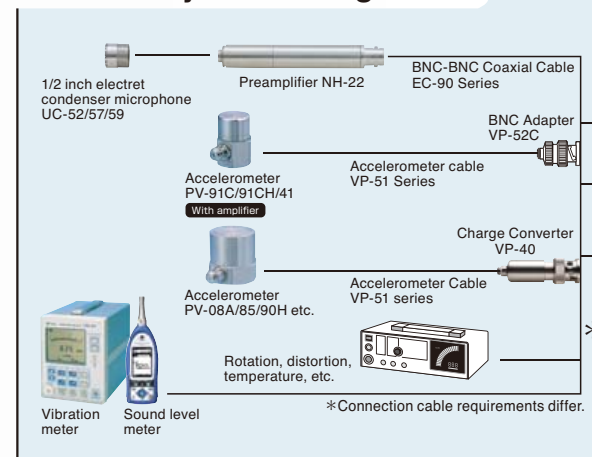 1/2 inch electret
condenser microphone
UC-52/57/59
Preamplifier NH-22
BNC-BNC Coaxial Cable
EC-90 Series
BNC Adapter
VP-52C
Accelerometer
PV-91C/91CH/41
With amplifier
Accelerometer cable
VP-51 Series
Charge Converter
VP-40
Accelerometer
PV-08A/85/90H etc.
Accelerometer Cable
VP-51 series
Rotation, distortion,
temperature, etc.
Vibration
meter
Sound level
meter
＊Connection cable requirements differ.